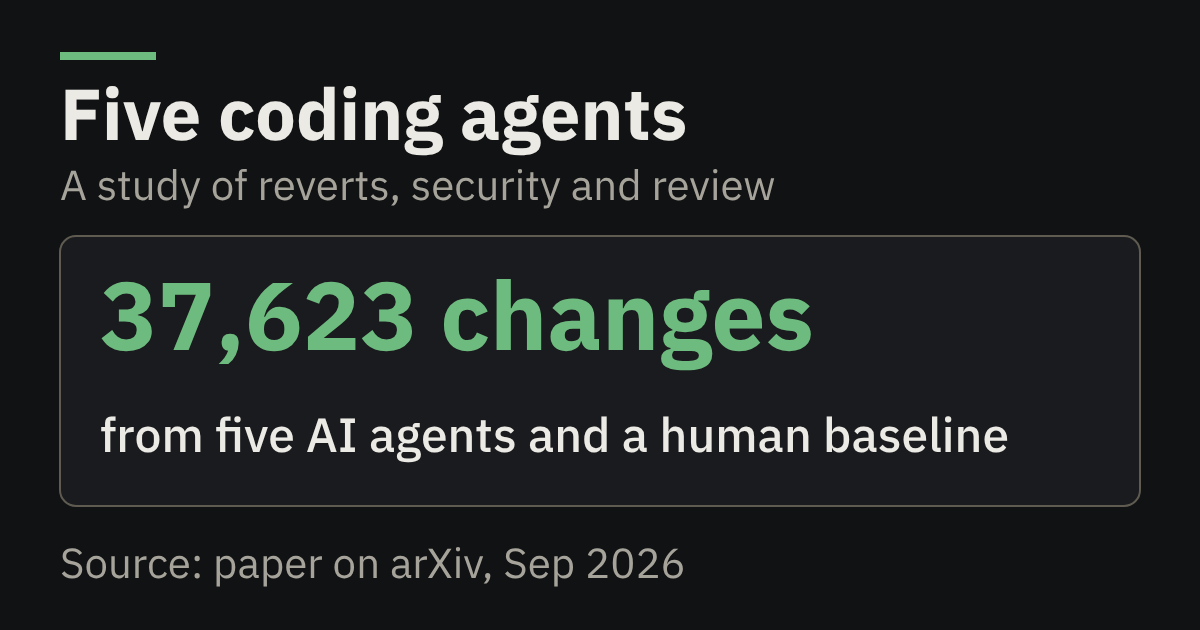 Five coding agents
A study of reverts, security and review
37,623 changes
from five AI agents and a human baseline
Source: paper on arXiv, Sep 2026